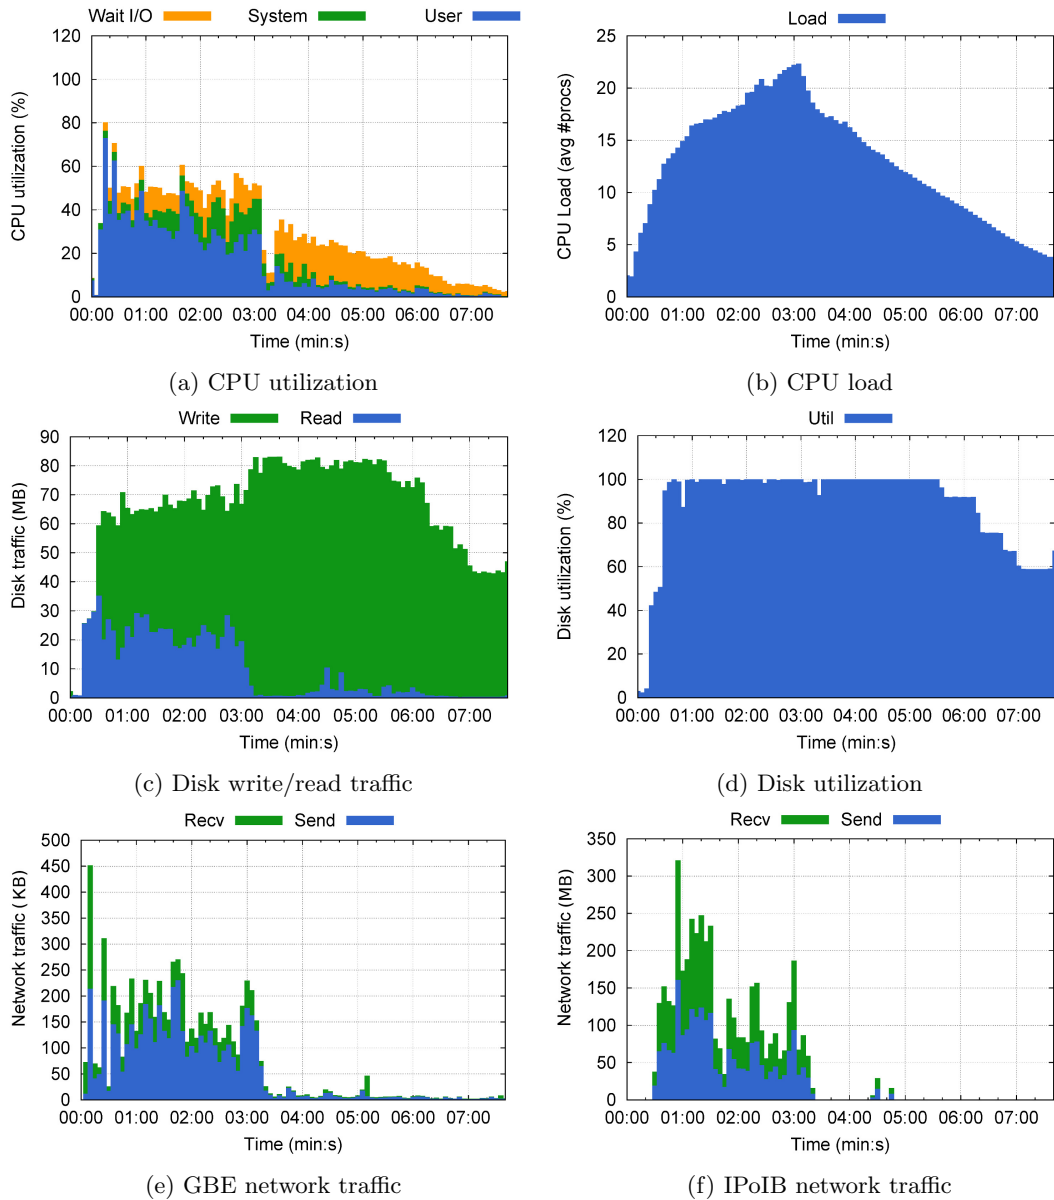 Wait I/O System User
120
100
80
60
40
20
0
CPU utilization (%)
00:00 01:00 02:00 03:00 04:00 05:00 06:00 07:00
Time (min:s)
(a) CPU utilization
Load
25
20
15
10
5
0
CPU Load (avg #procs)
00:00 01:00 02:00 03:00 04:00 05:00 06:00 07:00
Time (min:s)
(b) CPU load
Write Read
90
80
70
60
50
40
30
20
10
0
Disk traffic (MB)
00:00 01:00 02:00 03:00 04:00 05:00 06:00 07:00
Time (min:s)
(c) Disk write/read traffic
Util
120
100
80
60
40
20
0
Disk utilization (%)
00:00 01:00 02:00 03:00 04:00 05:00 06:00 07:00
Time (min:s)
(d) Disk utilization
Recv Send
500
450
400
350
300
250
200
150
100
50
0
Network traffic ( KB)
00:00 01:00 02:00 03:00 04:00 05:00 06:00 07:00
Time (min:s)
(e) GBE network traffic
Recv Send
350
300
250
200
150
100
50
0
Network traffic (MB)
00:00 01:00 02:00 03:00 04:00 05:00 06:00 07:00
Time (min:s)
(f) IPoIB network traffic